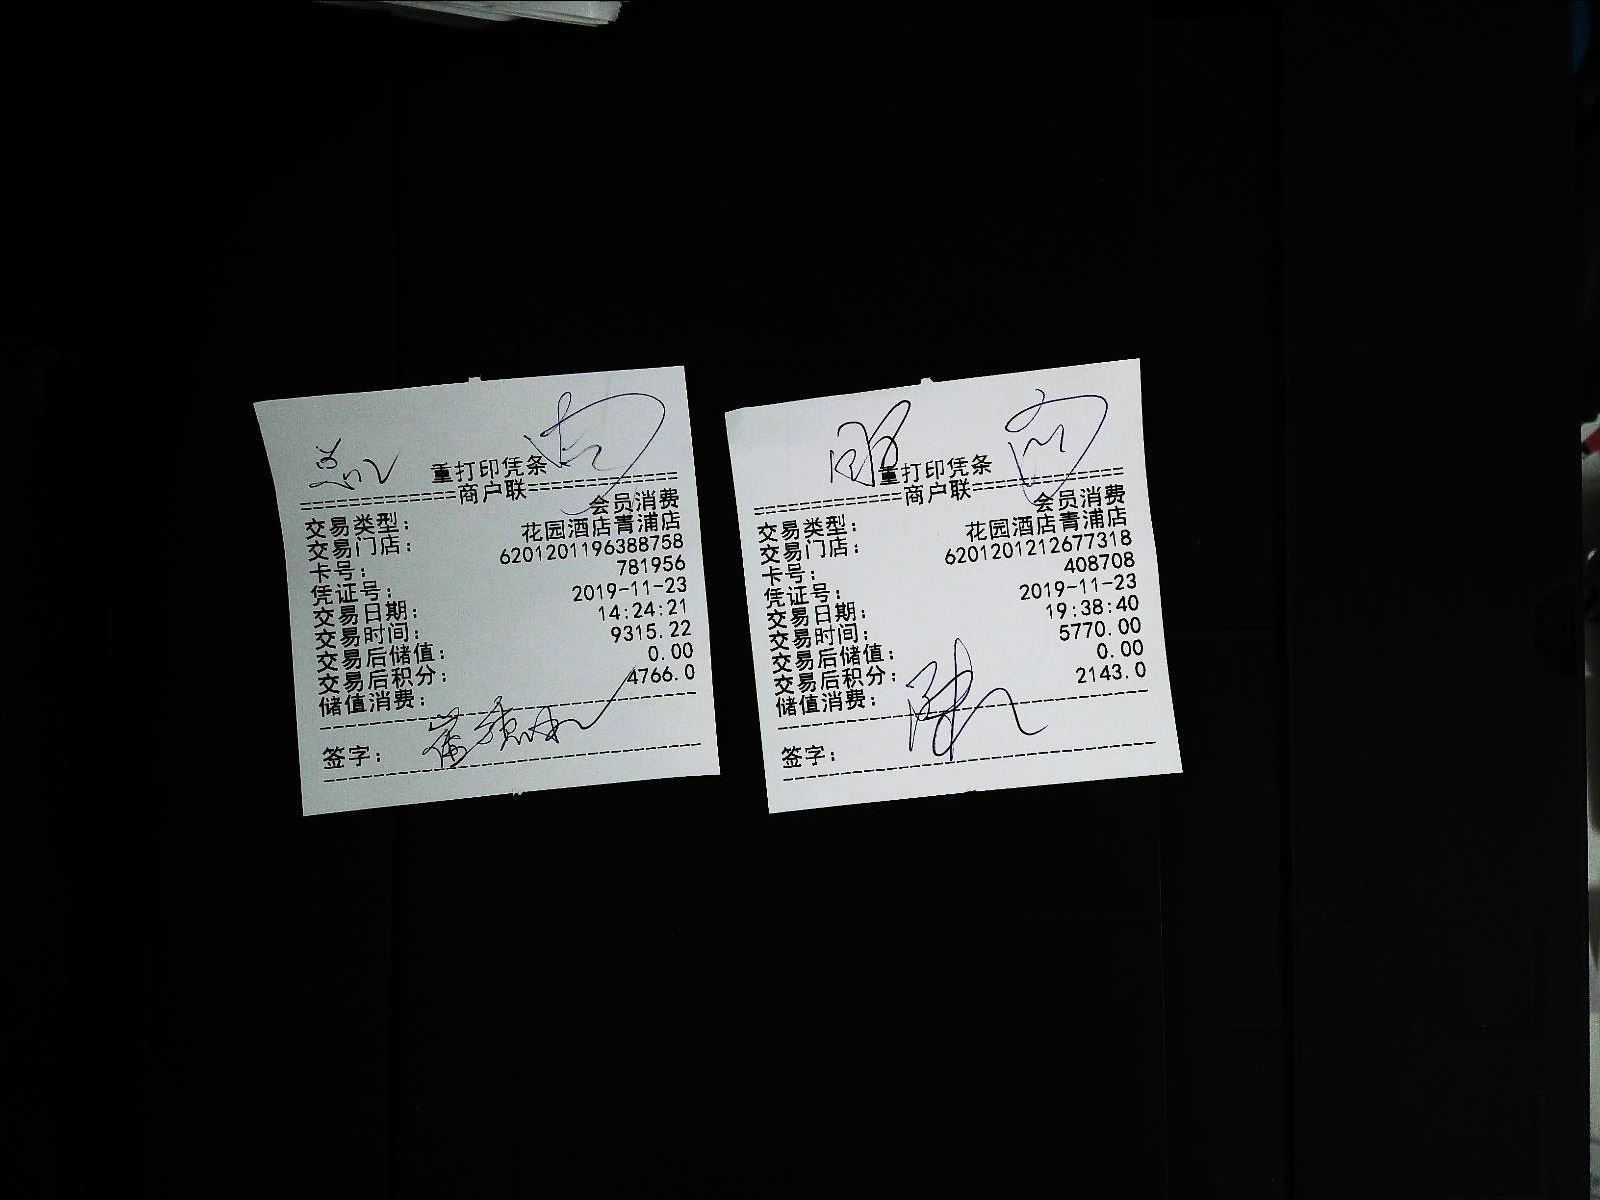 重打印凭条
============商户联============
交易类型： 会员消费
交易门店： 花园酒店青浦店
卡号： 6201201196388758
凭证号： 781956
交易日期： 2019-11-23
交易时间： 14:24:21
交易后储值： 9315.22
交易后积分： 0.00
储值消费： 4766.0
签字：
重打印凭条
============商户联============
交易类型： 会员消费
交易门店： 花园酒店青浦店
卡号： 6201201212677318
凭证号： 408708
交易日期： 2019-11-23
交易时间： 19:38:40
交易后储值： 5770.00
交易后积分： 0.00
储值消费： 2143.0
签字：